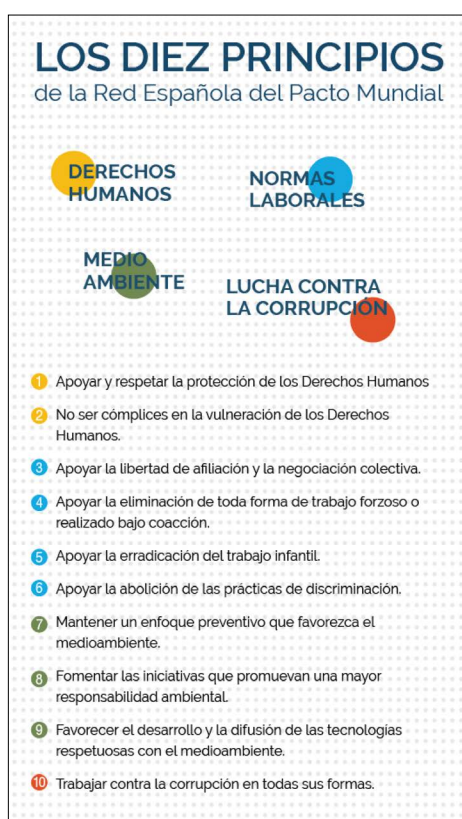 LOS DIEZ PRINCIPIOS
de la Red Española del Pacto Mundial
DERECHOS
HUMANOS
NORMAS
LABORALES
MEDIO
AMBIENTE
LUCHA CONTRA
LA CORRUPCIÓN
1 Apoyar y respetar la protección de los Derechos Humanos
2 No ser cómplices en la vulneración de los Derechos
Humanos.
3 Apoyar la libertad de afiliación y la negociación colectiva.
4 Apoyar la eliminación de toda forma de trabajo forzoso o
realizado bajo coacción.
5 Apoyar la erradicación del trabajo infantil.
6 Apoyar la abolición de las prácticas de discriminación.
7 Mantener un enfoque preventivo que favorezca el
medioambiente.
8 Fomentar las iniciativas que promuevan una mayor
responsabilidad ambiental.
9 Favorecer el desarrollo y la difusión de las tecnologías
respetuosas con el medioambiente.
10 Trabajar contra la corrupción en todas sus formas.